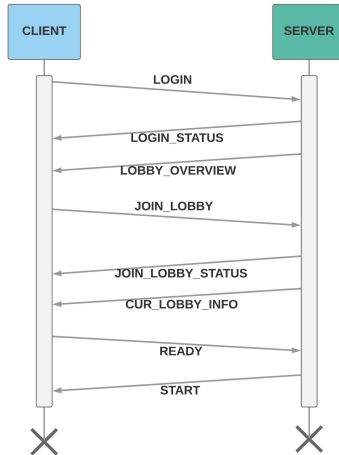 CLIENT
SERVER
LOGIN
LOGIN_STATUS
LOBBY_OVERVIEW
JOIN_LOBBY
JOIN_LOBBY_STATUS
CUR_LOBBY_INFO
READY
START